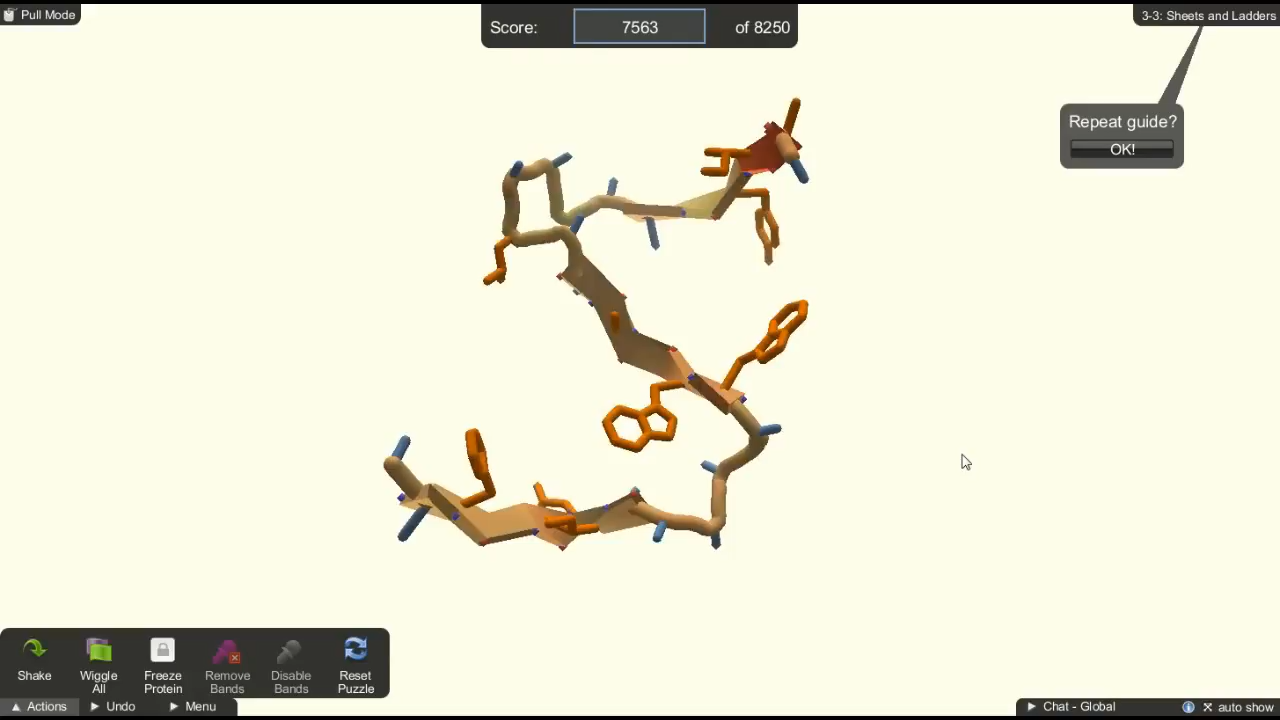 Pull Mode
Score: 7563 of 8250
3-3: Sheets and Ladders
Repeat guide?
OK!
Shake
Wiggle All
Freeze Protein
Remove Bands
Disable Bands
Reset Puzzle
Actions
Undo
Menu
Chat - Global
auto show